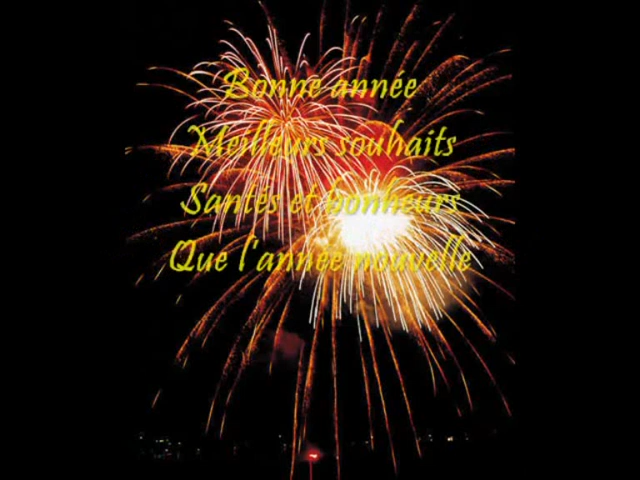 Bonne année
Meilleurs souhaits
Santés et bonheurs
Que l'année nouvelle